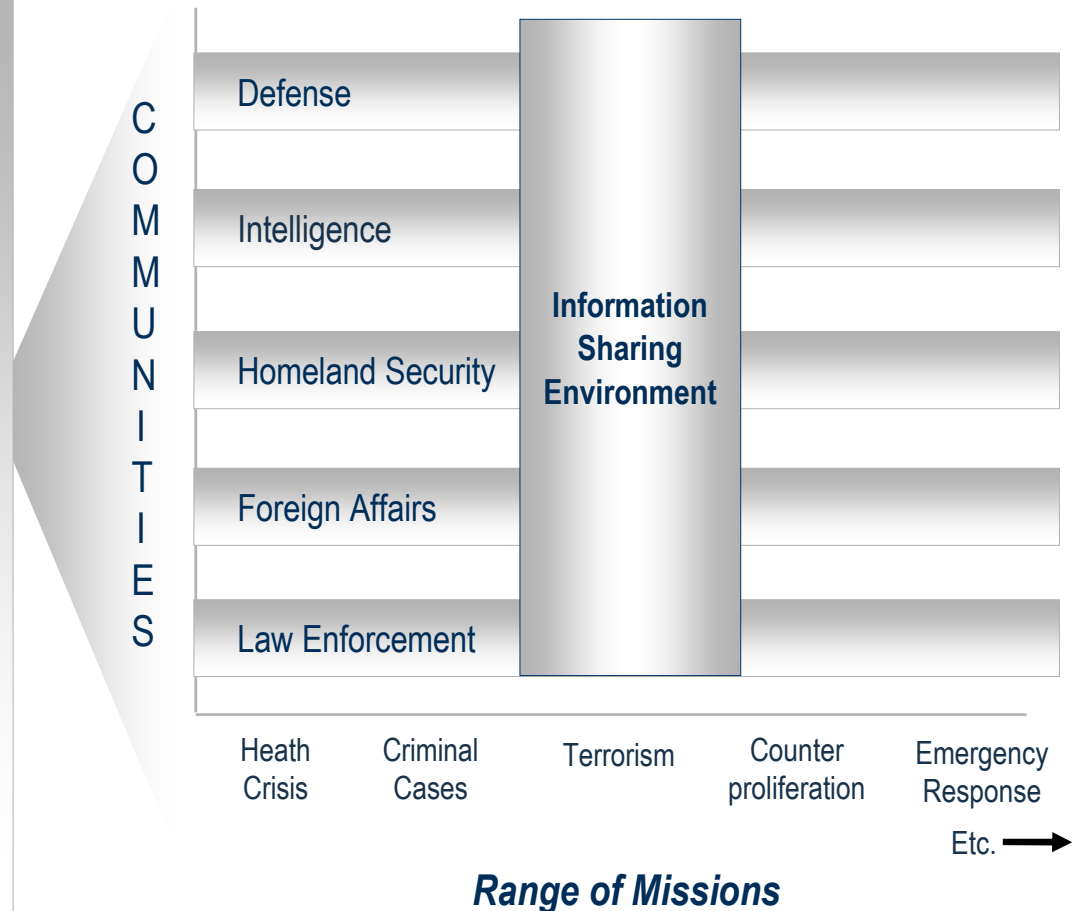 COMMUNITIES
Defense
Intelligence
Homeland Security
Foreign Affairs
Law Enforcement
Information
Sharing
Environment
Heath
Crisis
Criminal
Cases
Terrorism
Counter
proliferation
Emergency
Response
Etc.
Range of Missions